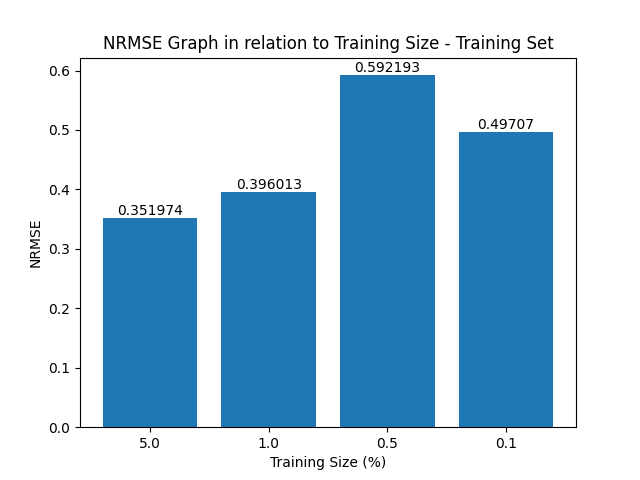 NRMSE Graph in relation to Training Size - Training Set
0.6
0.5
0.4
0.3
0.2
0.1
0.0
NRMSE
0.351974
0.396013
0.592193
0.49707
5.0 1.0 0.5 0.1
Training Size (%)